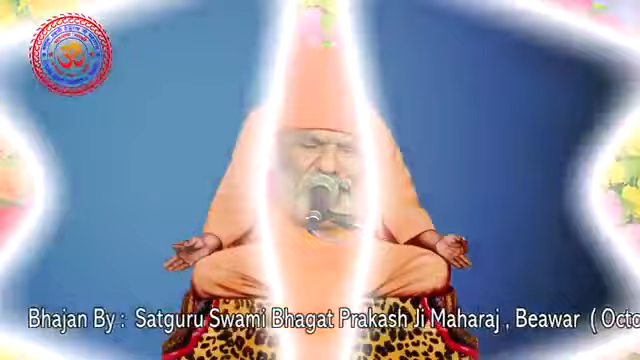 ॐ
Bhajan By : Satguru Swami Bhagat Prakash Ji Maharaj , Beawar ( Octo